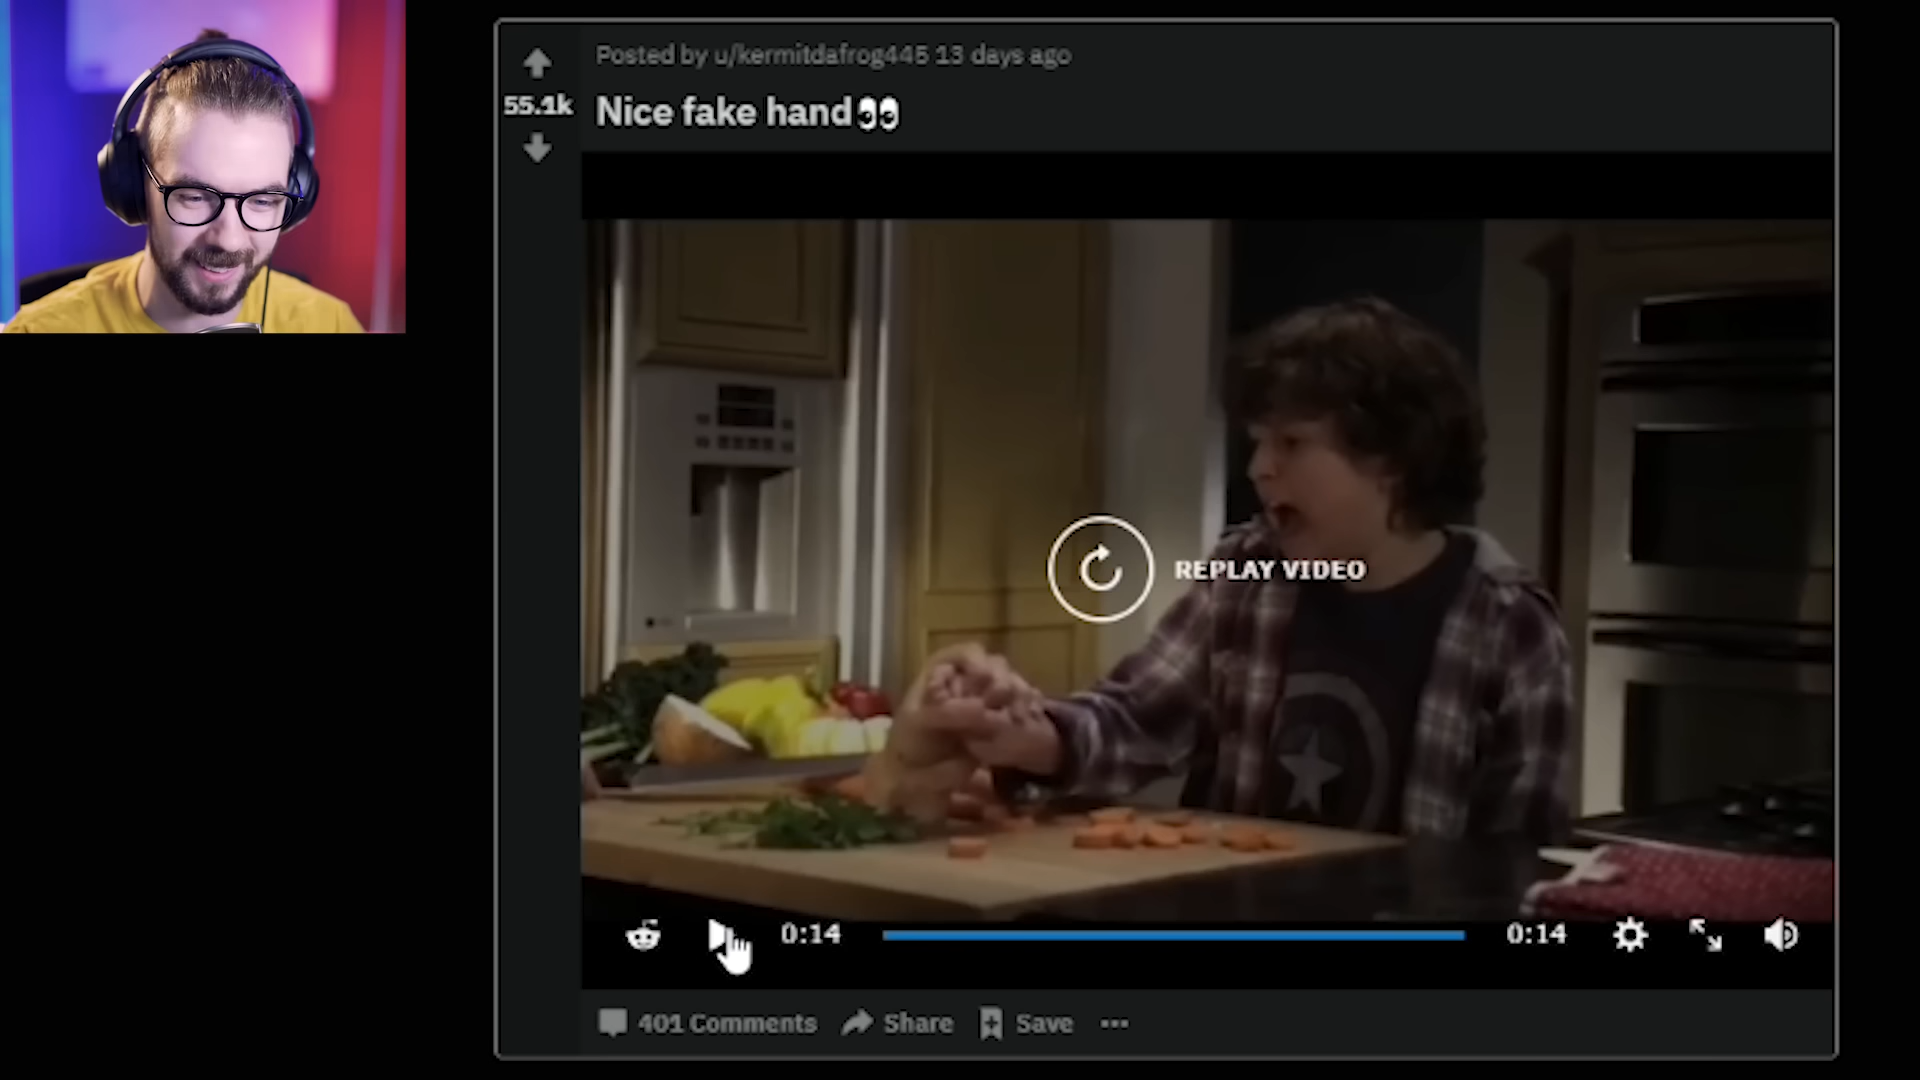 Posted by u/kermitdafrog445 13 days ago
55.1k
Nice fake hand👀
REPLAY VIDEO
0:14
0:14
401 Comments
Share
Save